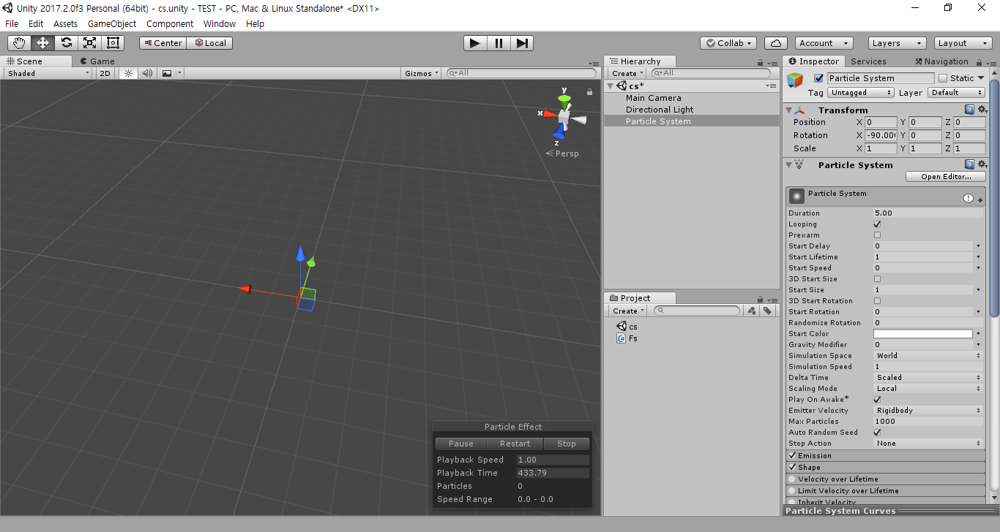 Unity 2017.2.0f3 Personal (64bit) - cs.unity - TEST - PC, Mac & Linux Standalone* <DX11>
File Edit Assets GameObject Component Window Help
Center Local Collab Account Layers Layout
Scene Game
Shaded 2D Gizmos All
y
x
z
Persp
Particle Effect
Pause Restart Stop
Playback Speed 1.00
Playback Time 433.79
Particles 0
Speed Range 0.0 - 0.0
Hierarchy
Create All
cs*
Main Camera
Directional Light
Particle System
Project
Create
cs
Fs
Inspector Services Navigation
Particle System Static
Tag Untagged Layer Default
Transform
Position X 0 Y 0 Z 0
Rotation X -90.00 Y 0 Z 0
Scale X 1 Y 1 Z 1
Particle System
Open Editor...
Particle System
Duration 5.00
Looping
Prewarm
Start Delay 0
Start Lifetime 1
Start Speed 0
3D Start Size
Start Size 1
3D Start Rotation
Start Rotation 0
Randomize Rotation 0
Start Color
Gravity Modifier 0
Simulation Space World
Simulation Speed 1
Delta Time Scaled
Scaling Mode Local
Play On Awake*
Emitter Velocity Rigidbody
Max Particles 1000
Auto Random Seed
Stop Action None
Emission
Shape
Velocity over Lifetime
Limit Velocity over Lifetime
Inherit Velocity
Particle System Curves